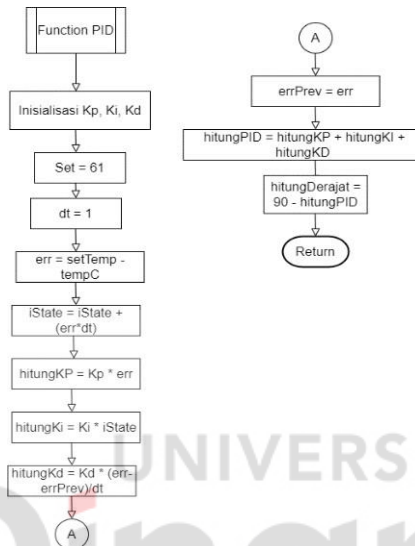 Function PID
Inisialisasi Kp, Ki, Kd
Set = 61
dt = 1
err = setTemp -
tempC
iState = iState +
(err*dt)
hitungKP = Kp * err
hitungKi = Ki * iState
hitungKd = Kd * (err-
errPrev)/dt
A
A
errPrev = err
hitungPID = hitungKP + hitungKI +
hitungKD
hitungDerajat =
90 - hitungPID
Return
UNIVERS